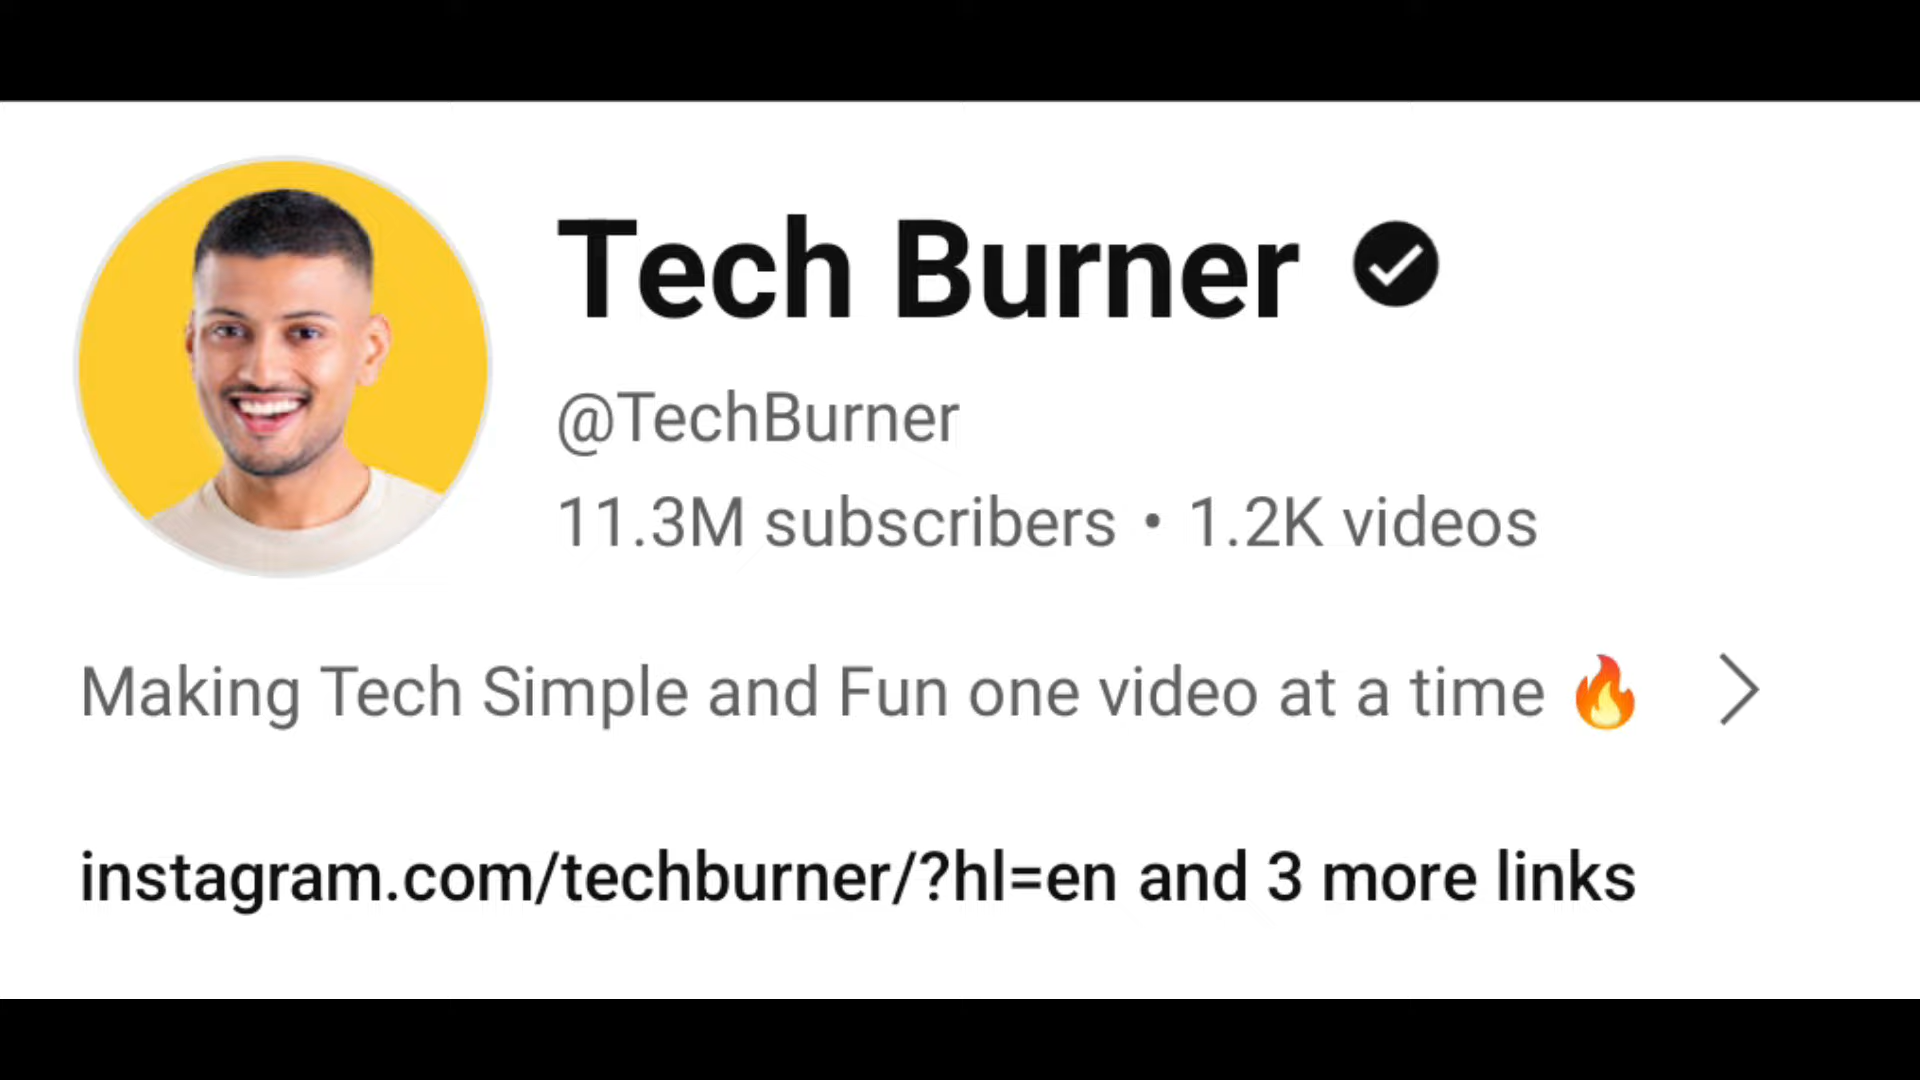 Tech Burner
@TechBurner
11.3M subscribers • 1.2K videos
Making Tech Simple and Fun one video at a time 🔥
instagram.com/techburner/?hl=en and 3 more links